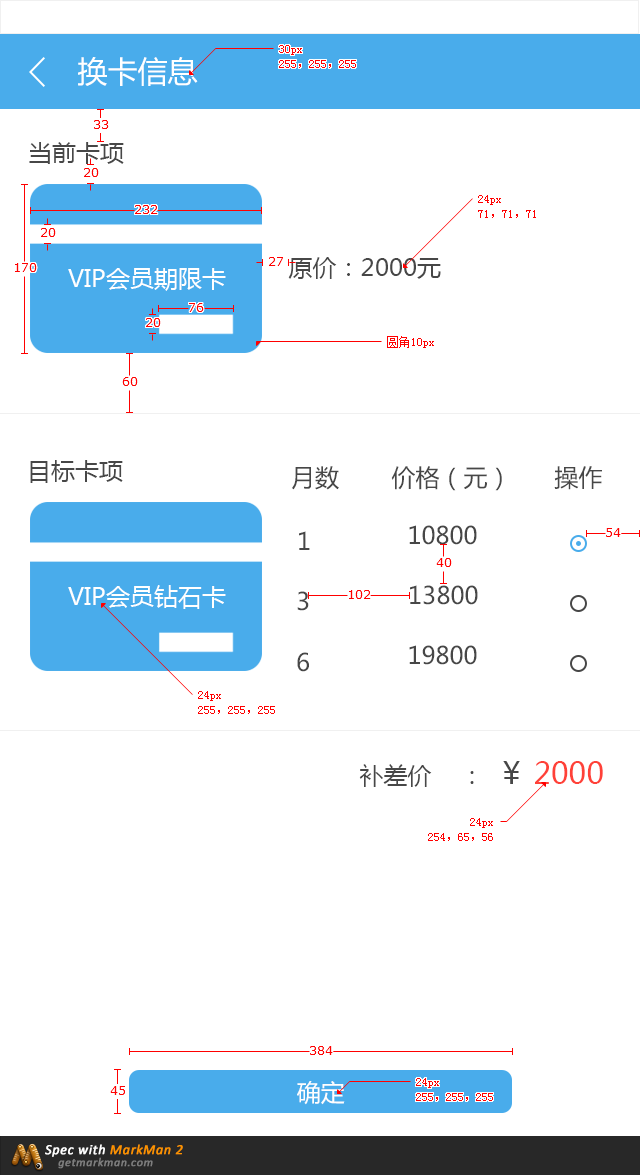 换卡信息
30px
255, 255, 255
33
当前卡项
20
232
20
170
VIP会员期限卡
76
20
27
原价：2000元
24px
71, 71, 71
圆角10px
60
目标卡项
月数 价格（元） 操作
1 10800
54
40
3 102 13800
6 19800
VIP会员钻石卡
24px
255, 255, 255
补差价 ： ¥ 2000
24px
254, 65, 56
384
45
确定
24px
255, 255, 255
Spec with MarkMan 2
getmarkman.com